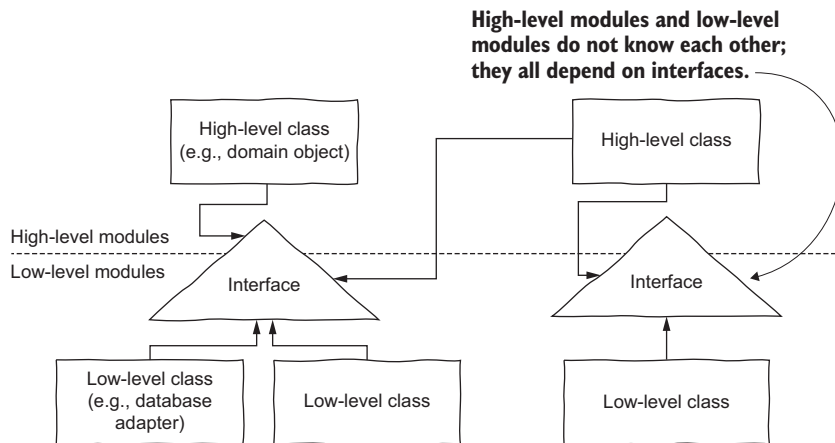 High-level modules and low-level
modules do not know each other;
they all depend on interfaces.
High-level class
(e.g., domain object)
High-level class
High-level modules
Low-level modules
Interface
Interface
Low-level class
(e.g., database
adapter)
Low-level class
Low-level class